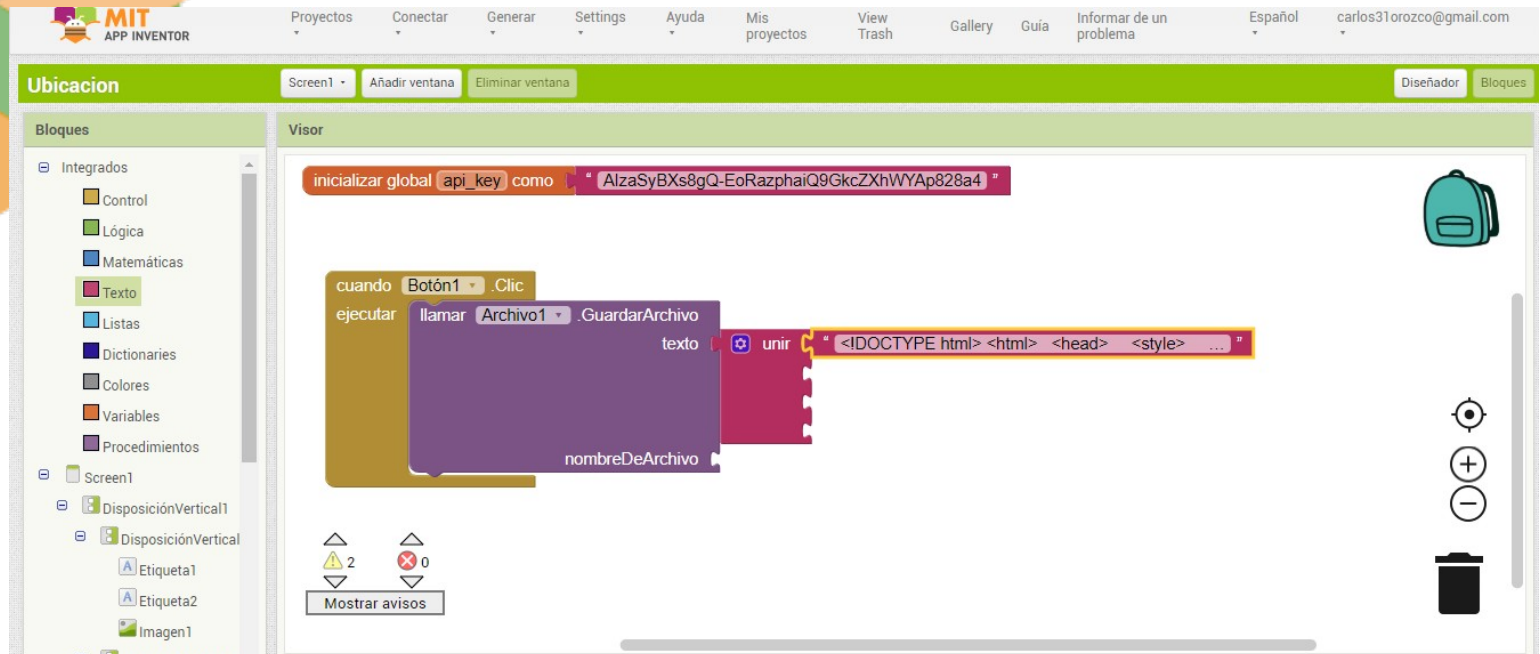 MIT
APP INVENTOR
Proyectos Conectar Generar Settings Ayuda Mis proyectos View Trash Gallery Guía Informar de un problema Español carlos31orozco@gmail.com
Ubicacion Screen1 Añadir ventana Eliminar ventana Diseñador Bloques
Bloques Visor
Integrados
Control
Lógica
Matemáticas
Texto
Listas
Dictionaries
Colores
Variables
Procedimientos
Screen1
DisposiciónVertical1
DisposiciónVertical
Etiqueta1
Etiqueta2
Imagen1
inicializar global api_key como " AIzaSyBXs8gQ-EoRazphaiQ9GkcZXhWYAp828a4 "
cuando Botón1 .Clic
ejecutar llamar Archivo1 .GuardarArchivo
texto unir " <!DOCTYPE html> <html> <head> <style> ... "
nombreDeArchivo
2 0
Mostrar avisos